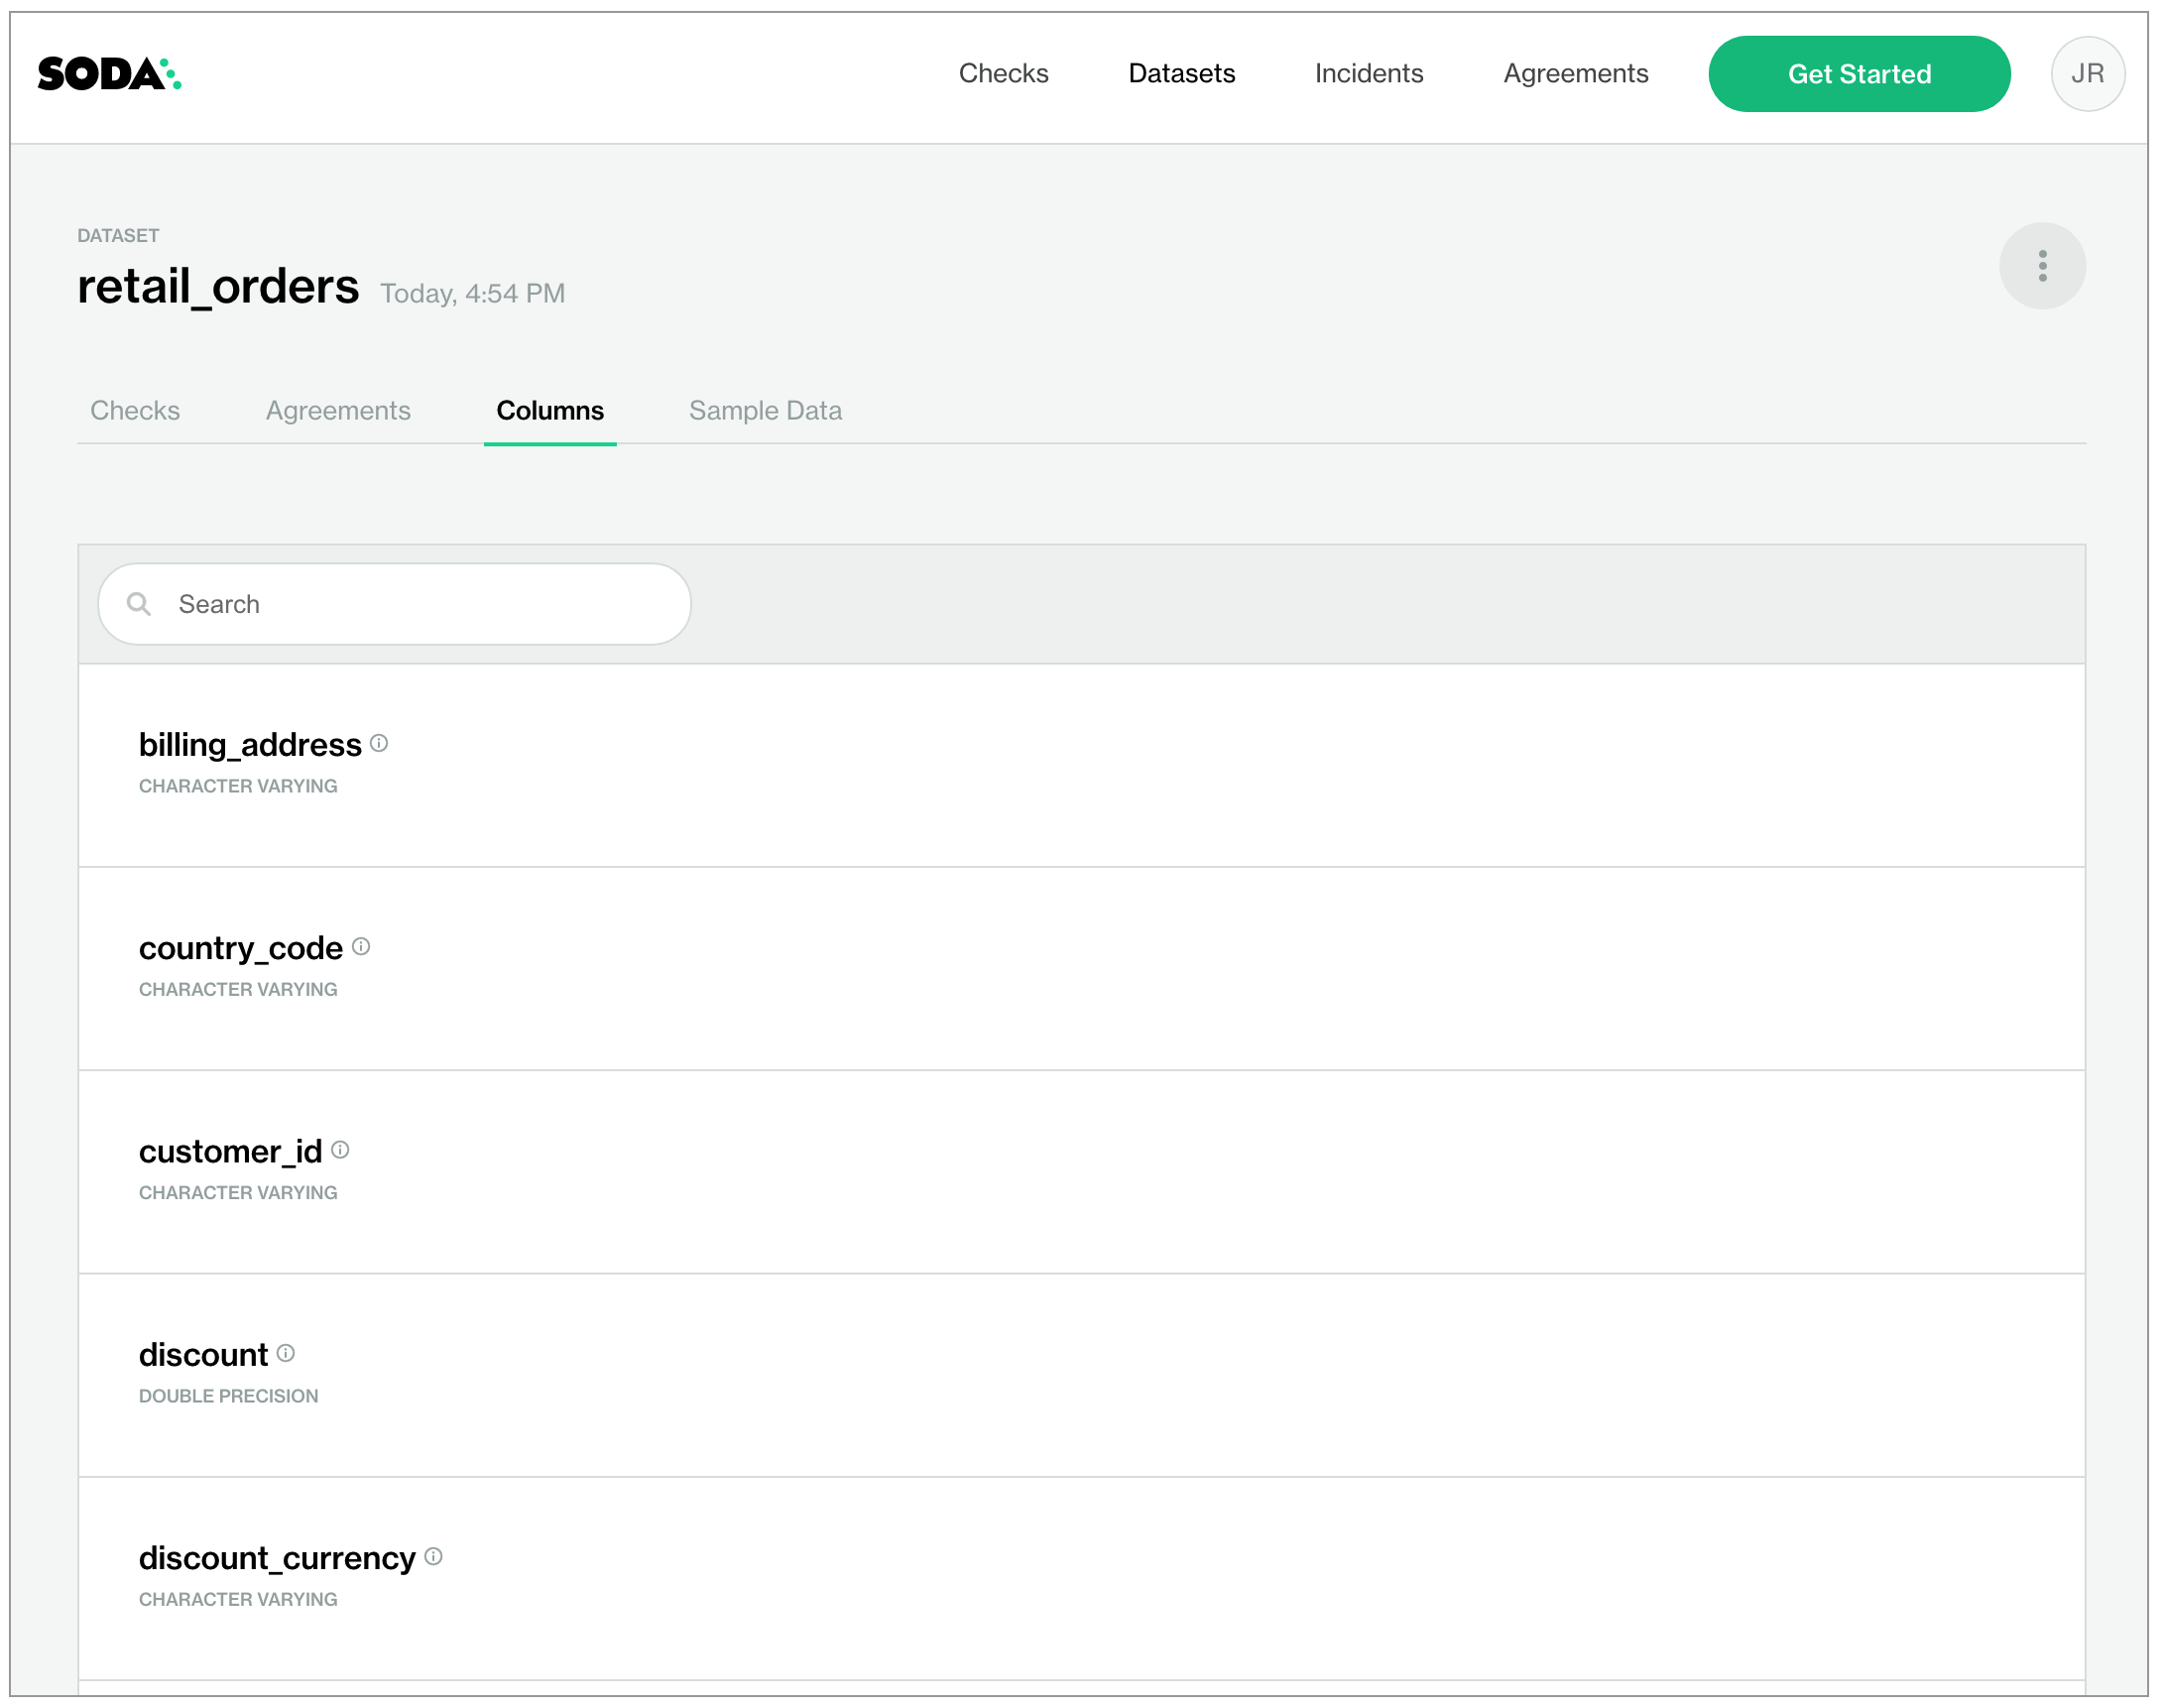 SODA
Checks Datasets Incidents Agreements Get Started JR
DATASET
retail_orders Today, 4:54 PM
Checks Agreements Columns Sample Data
Search
billing_address
CHARACTER VARYING
country_code
CHARACTER VARYING
customer_id
CHARACTER VARYING
discount
DOUBLE PRECISION
discount_currency
CHARACTER VARYING